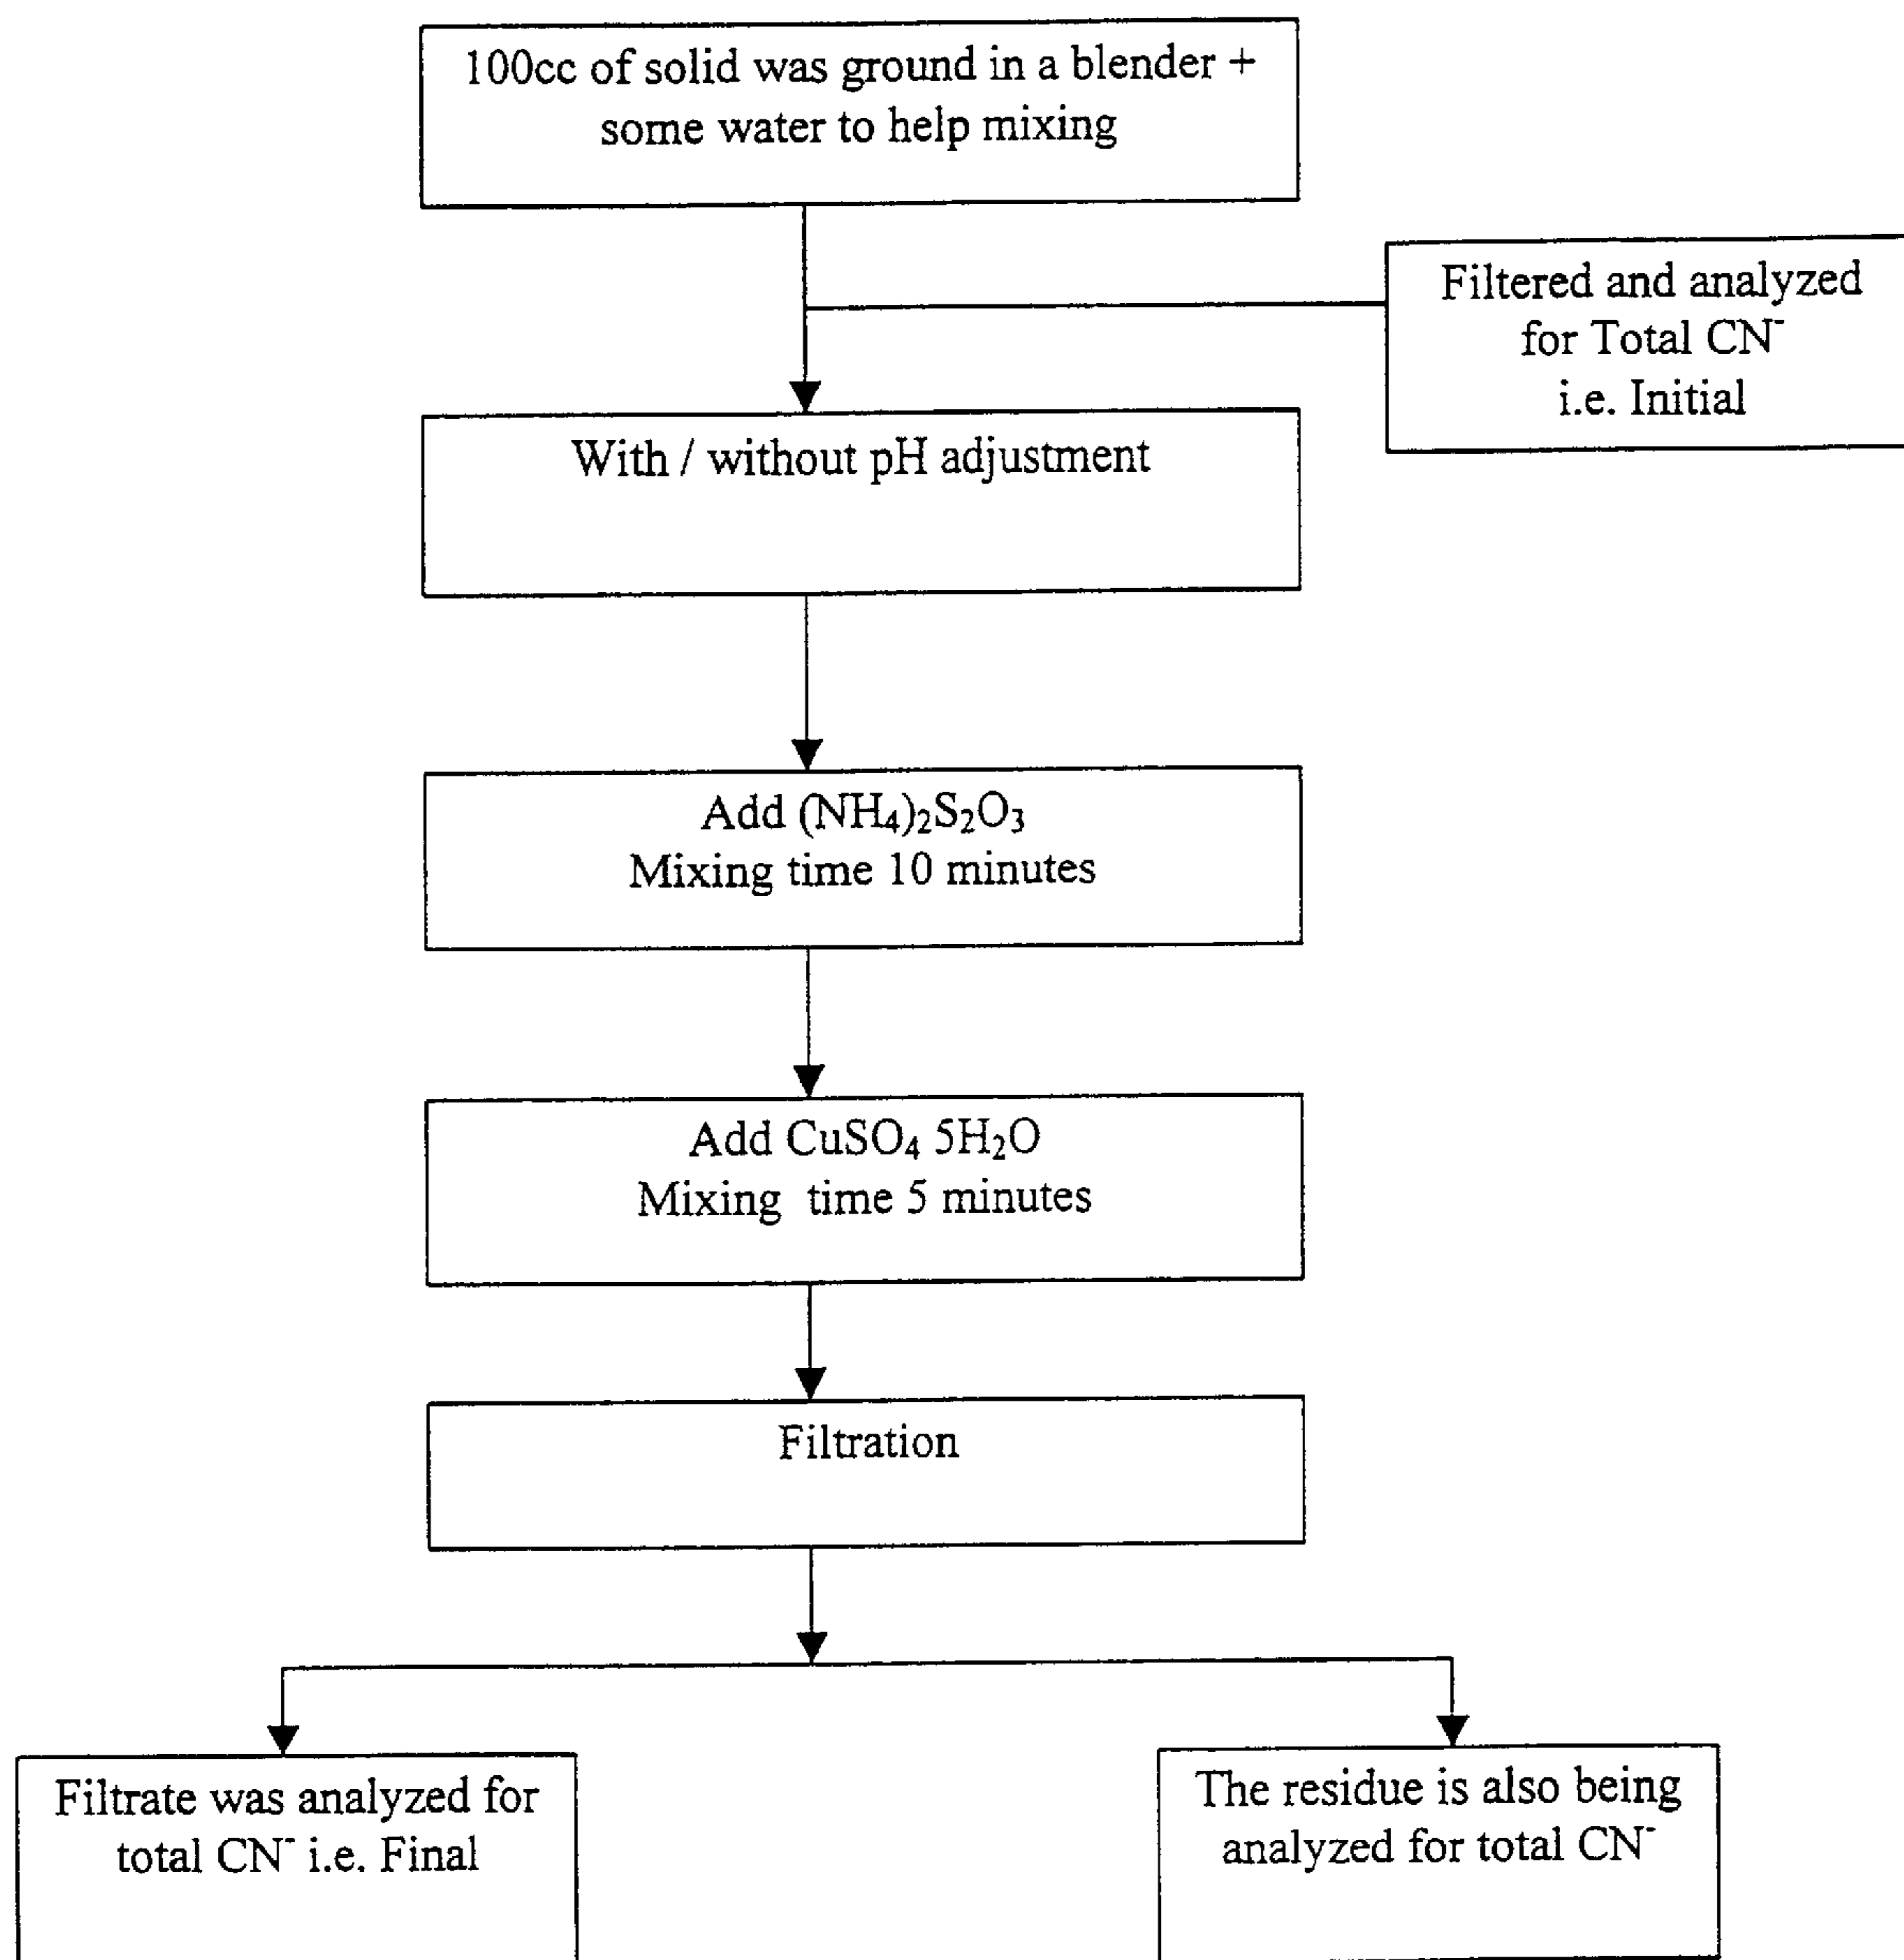 100cc of solid was ground in a blender +
some water to help mixing
Filtered and analyzed
for Total CN⁻
i.e. Initial
With / without pH adjustment
Add (NH₄)₂S₂O₃
Mixing time 10 minutes
Add CuSO₄ 5H₂O
Mixing time 5 minutes
Filtration
Filtrate was analyzed for
total CN⁻ i.e. Final
The residue is also being
analyzed for total CN⁻